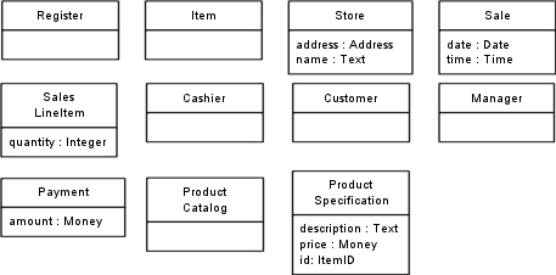 Register
Item
Store
address : Address
name : Text
Sale
date : Date
time : Time
Sales
LineItem
quantity : Integer
Cashier
Customer
Manager
Payment
amount : Money
Product
Catalog
Product
Specification
description : Text
price : Money
id: ItemID